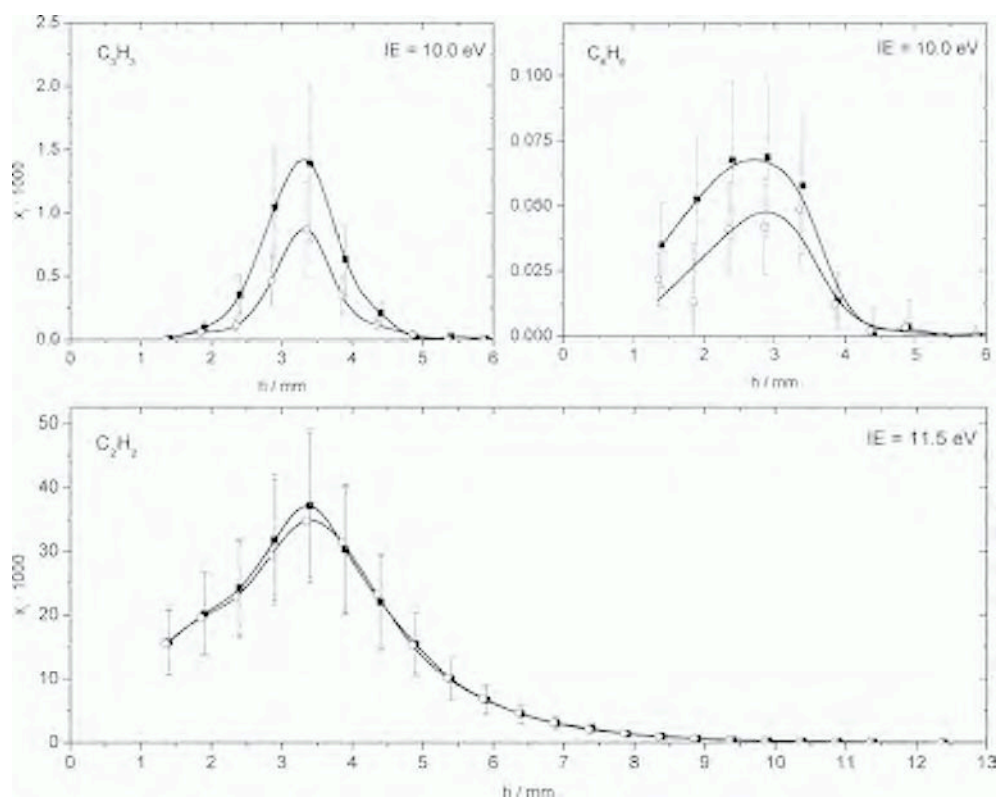 2.5
2.0
1.5
1.0
0.5
0.0
x_i · 1000
C₃H₃
IE = 10.0 eV
0 1 2 3 4 5 6
h / mm
0.100
0.075
0.050
0.025
0.000
C₆H₆
IE = 10.0 eV
0 1 2 3 4 5 6
h / mm
50
40
30
20
10
0
x_i · 1000
C₂H₂
IE = 11.5 eV
0 1 2 3 4 5 6 7 8 9 10 11 12 13
h / mm